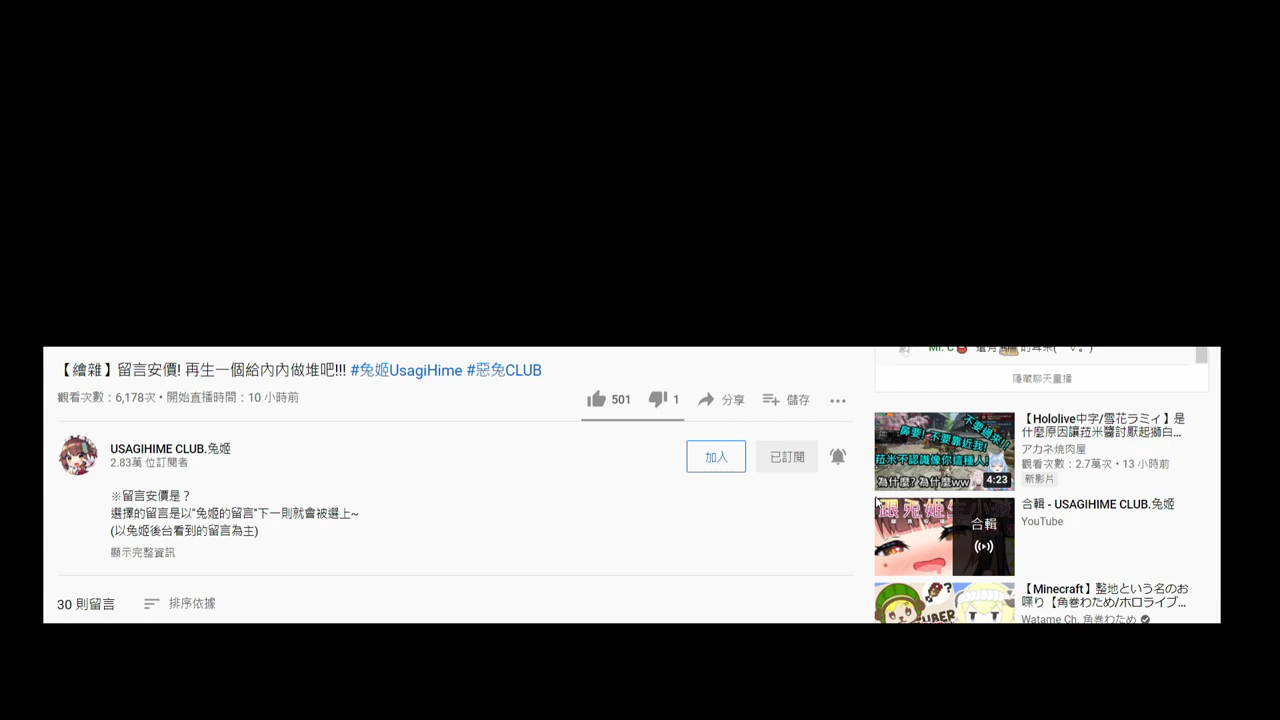 【繪雜】留言安價! 再生一個給內內做堆吧!!! #兔姬UsagiHime #惡兔CLUB
觀看次數：6,178次 • 開始直播時間：10 小時前
501
1
分享
儲存
USAGIHIME CLUB.兔姬
2.83萬 位訂閱者
加入
已訂閱
※留言安價是？
選擇的留言是以"兔姬的留言"下一則就會被選上~
(以兔姬後台看到的留言為主)
顯示完整資訊
30 則留言
排序依據
隱藏聊天重播
不要過來!!
鼻要! 不要靠近我!
菈米不認識像你這種人!
為什麼? 為什麼ww
4:23
【Hololive中字/雪花ラミィ】是
什麼原因讓菈米醬討厭起獅白...
アカネ焼肉屋
觀看次數：2.7萬次 • 13 小時前
新影片
合輯
合輯 - USAGIHIME CLUB.兔姬
YouTube
【Minecraft】整地という名のお
喋り【角巻わため/ホロライブ...
Watame Ch. 角巻わため